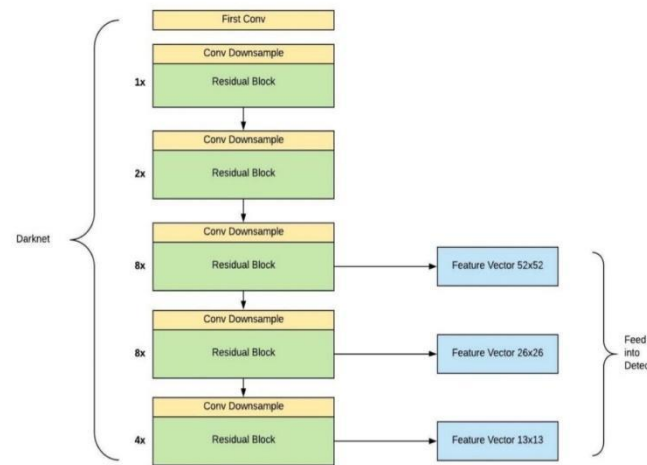 First Conv
Conv Downsample
1x
Residual Block
Conv Downsample
2x
Residual Block
Conv Downsample
Darknet
8x
Residual Block
Feature Vector 52x52
Conv Downsample
8x
Residual Block
Feature Vector 26x26
Feed
into
Detec
Conv Downsample
4x
Residual Block
Feature Vector 13x13